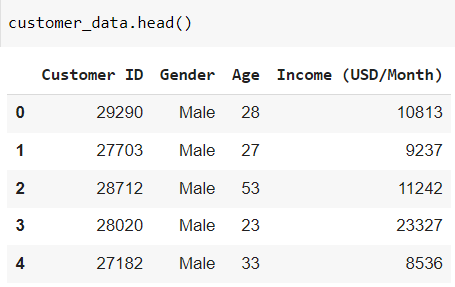 customer_data.head()
Customer ID Gender Age Income (USD/Month)
0 29290 Male 28 10813
1 27703 Male 27 9237
2 28712 Male 53 11242
3 28020 Male 23 23327
4 27182 Male 33 8536